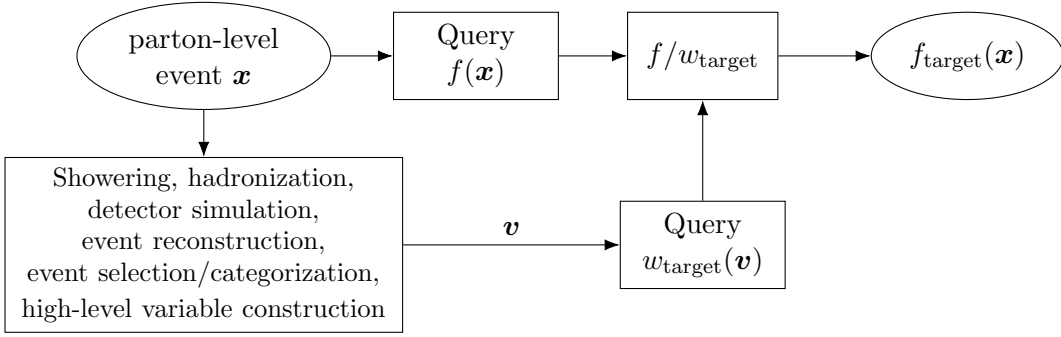 parton-level
event 𝒙
Query
f(𝒙)
f/w_target
f_target(𝒙)
Showering, hadronization,
detector simulation,
event reconstruction,
event selection/categorization,
high-level variable construction
𝒗
Query
w_target(𝒗)